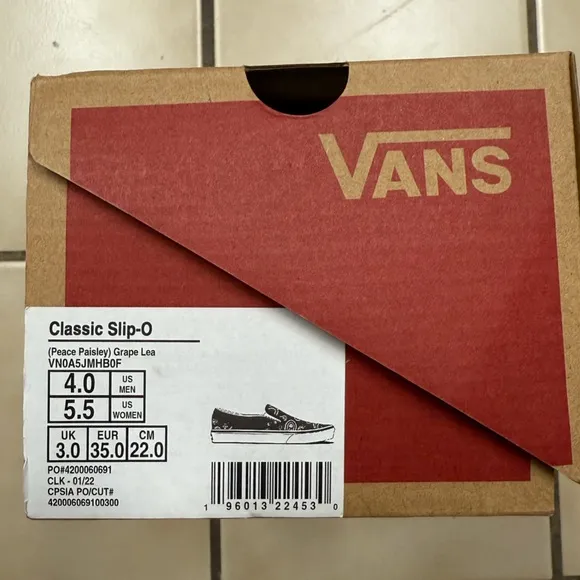 VANS
Classic Slip-O
(Peace Paisley) Grape Lea
VN0A5JMHB0F
4.0 US MEN
5.5 US WOMEN
UK EUR CM
3.0 35.0 22.0
PO#4200060691
CLK - 01/22
CPSIA PO/CUT#
420006069100300
1 96013 22453 0